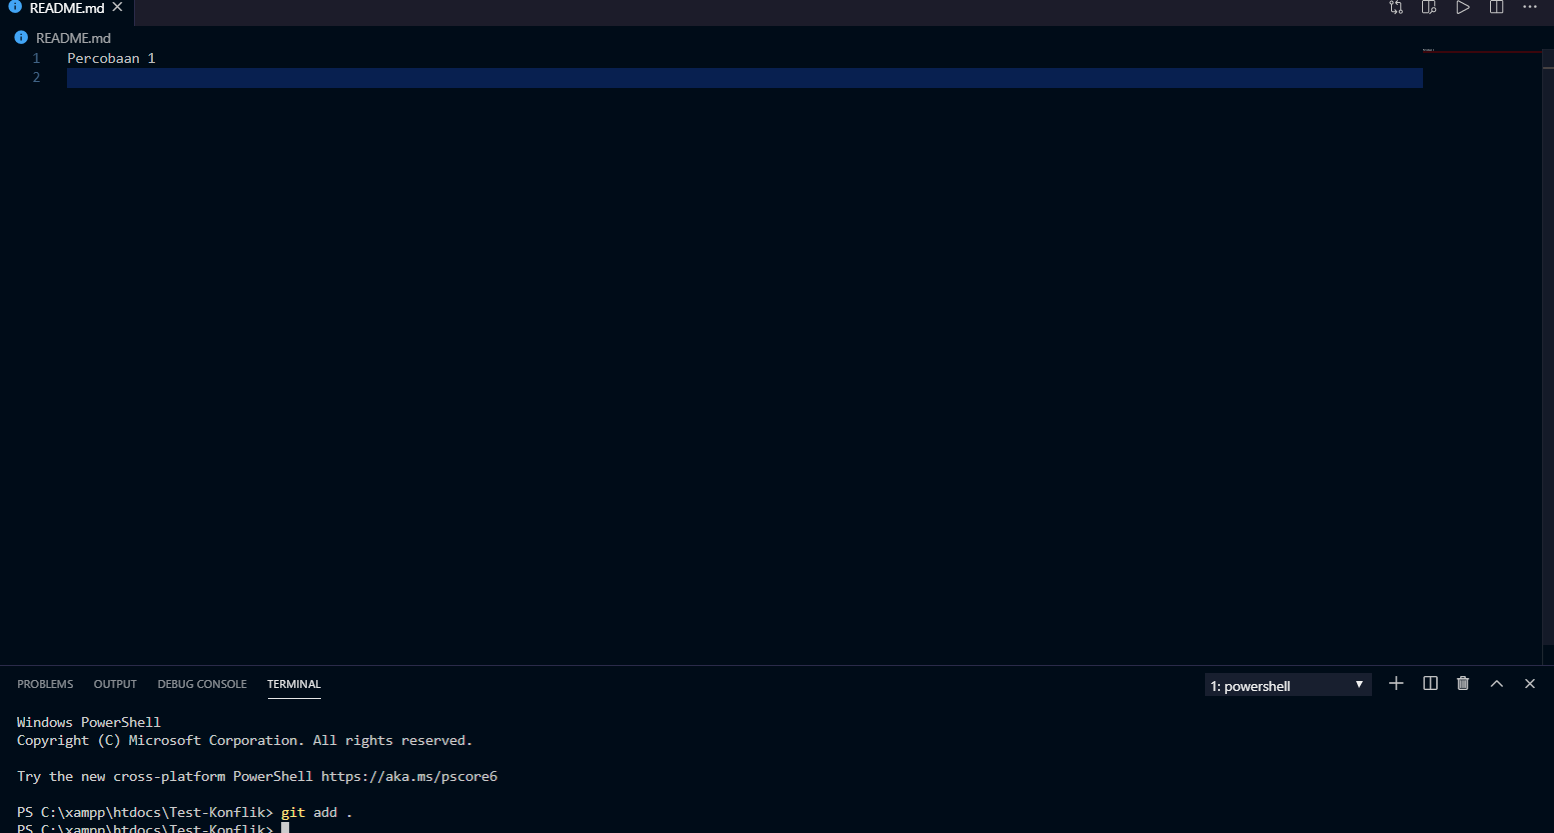 README.md
README.md
1 Percobaan 1
2
PROBLEMS OUTPUT DEBUG CONSOLE TERMINAL
1: powershell
Windows PowerShell
Copyright (C) Microsoft Corporation. All rights reserved.
Try the new cross-platform PowerShell https://aka.ms/pscore6
PS C:\xampp\htdocs\Test-Konflik> git add .
PS C:\xampp\htdocs\Test-Konflik>